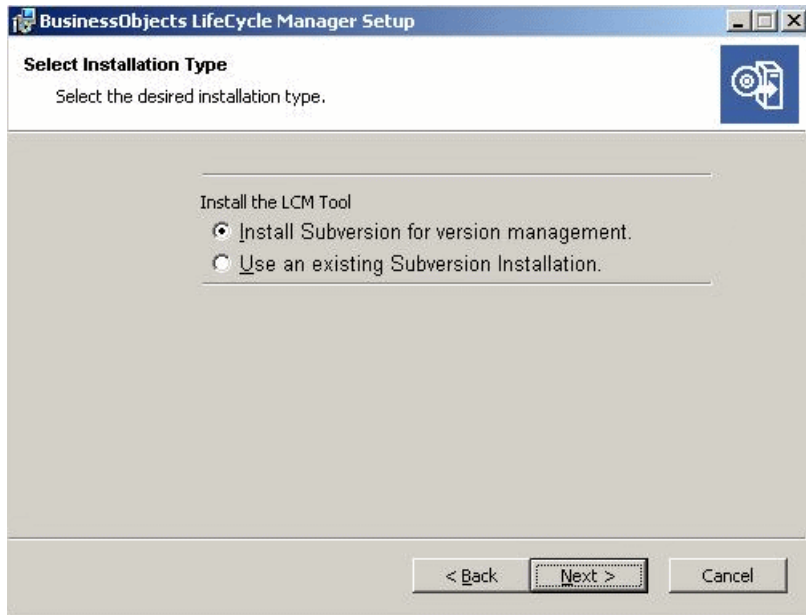 BusinessObjects LifeCycle Manager Setup
Select Installation Type
Select the desired installation type.
Install the LCM Tool
Install Subversion for version management.
Use an existing Subversion Installation.
< Back
Next >
Cancel